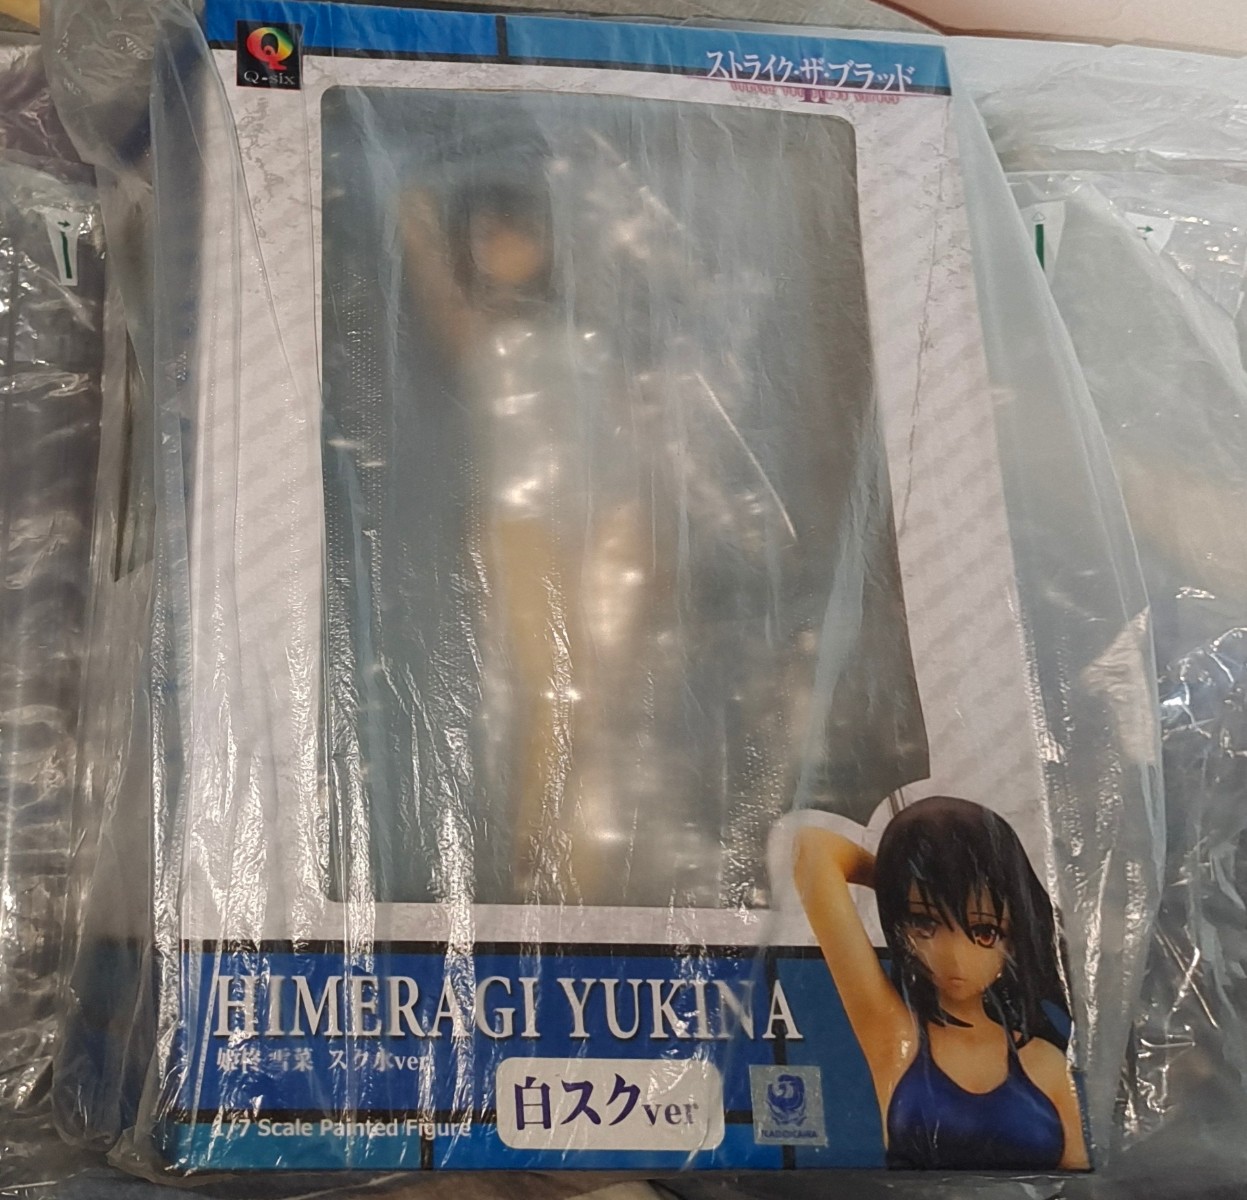 Q-six
ストライク・ザ・ブラッド
HIMERAGI YUKINA
姫柊 雪菜 スク水ver
1/7 Scale Painted Figure
白スクver
KADOKAWA